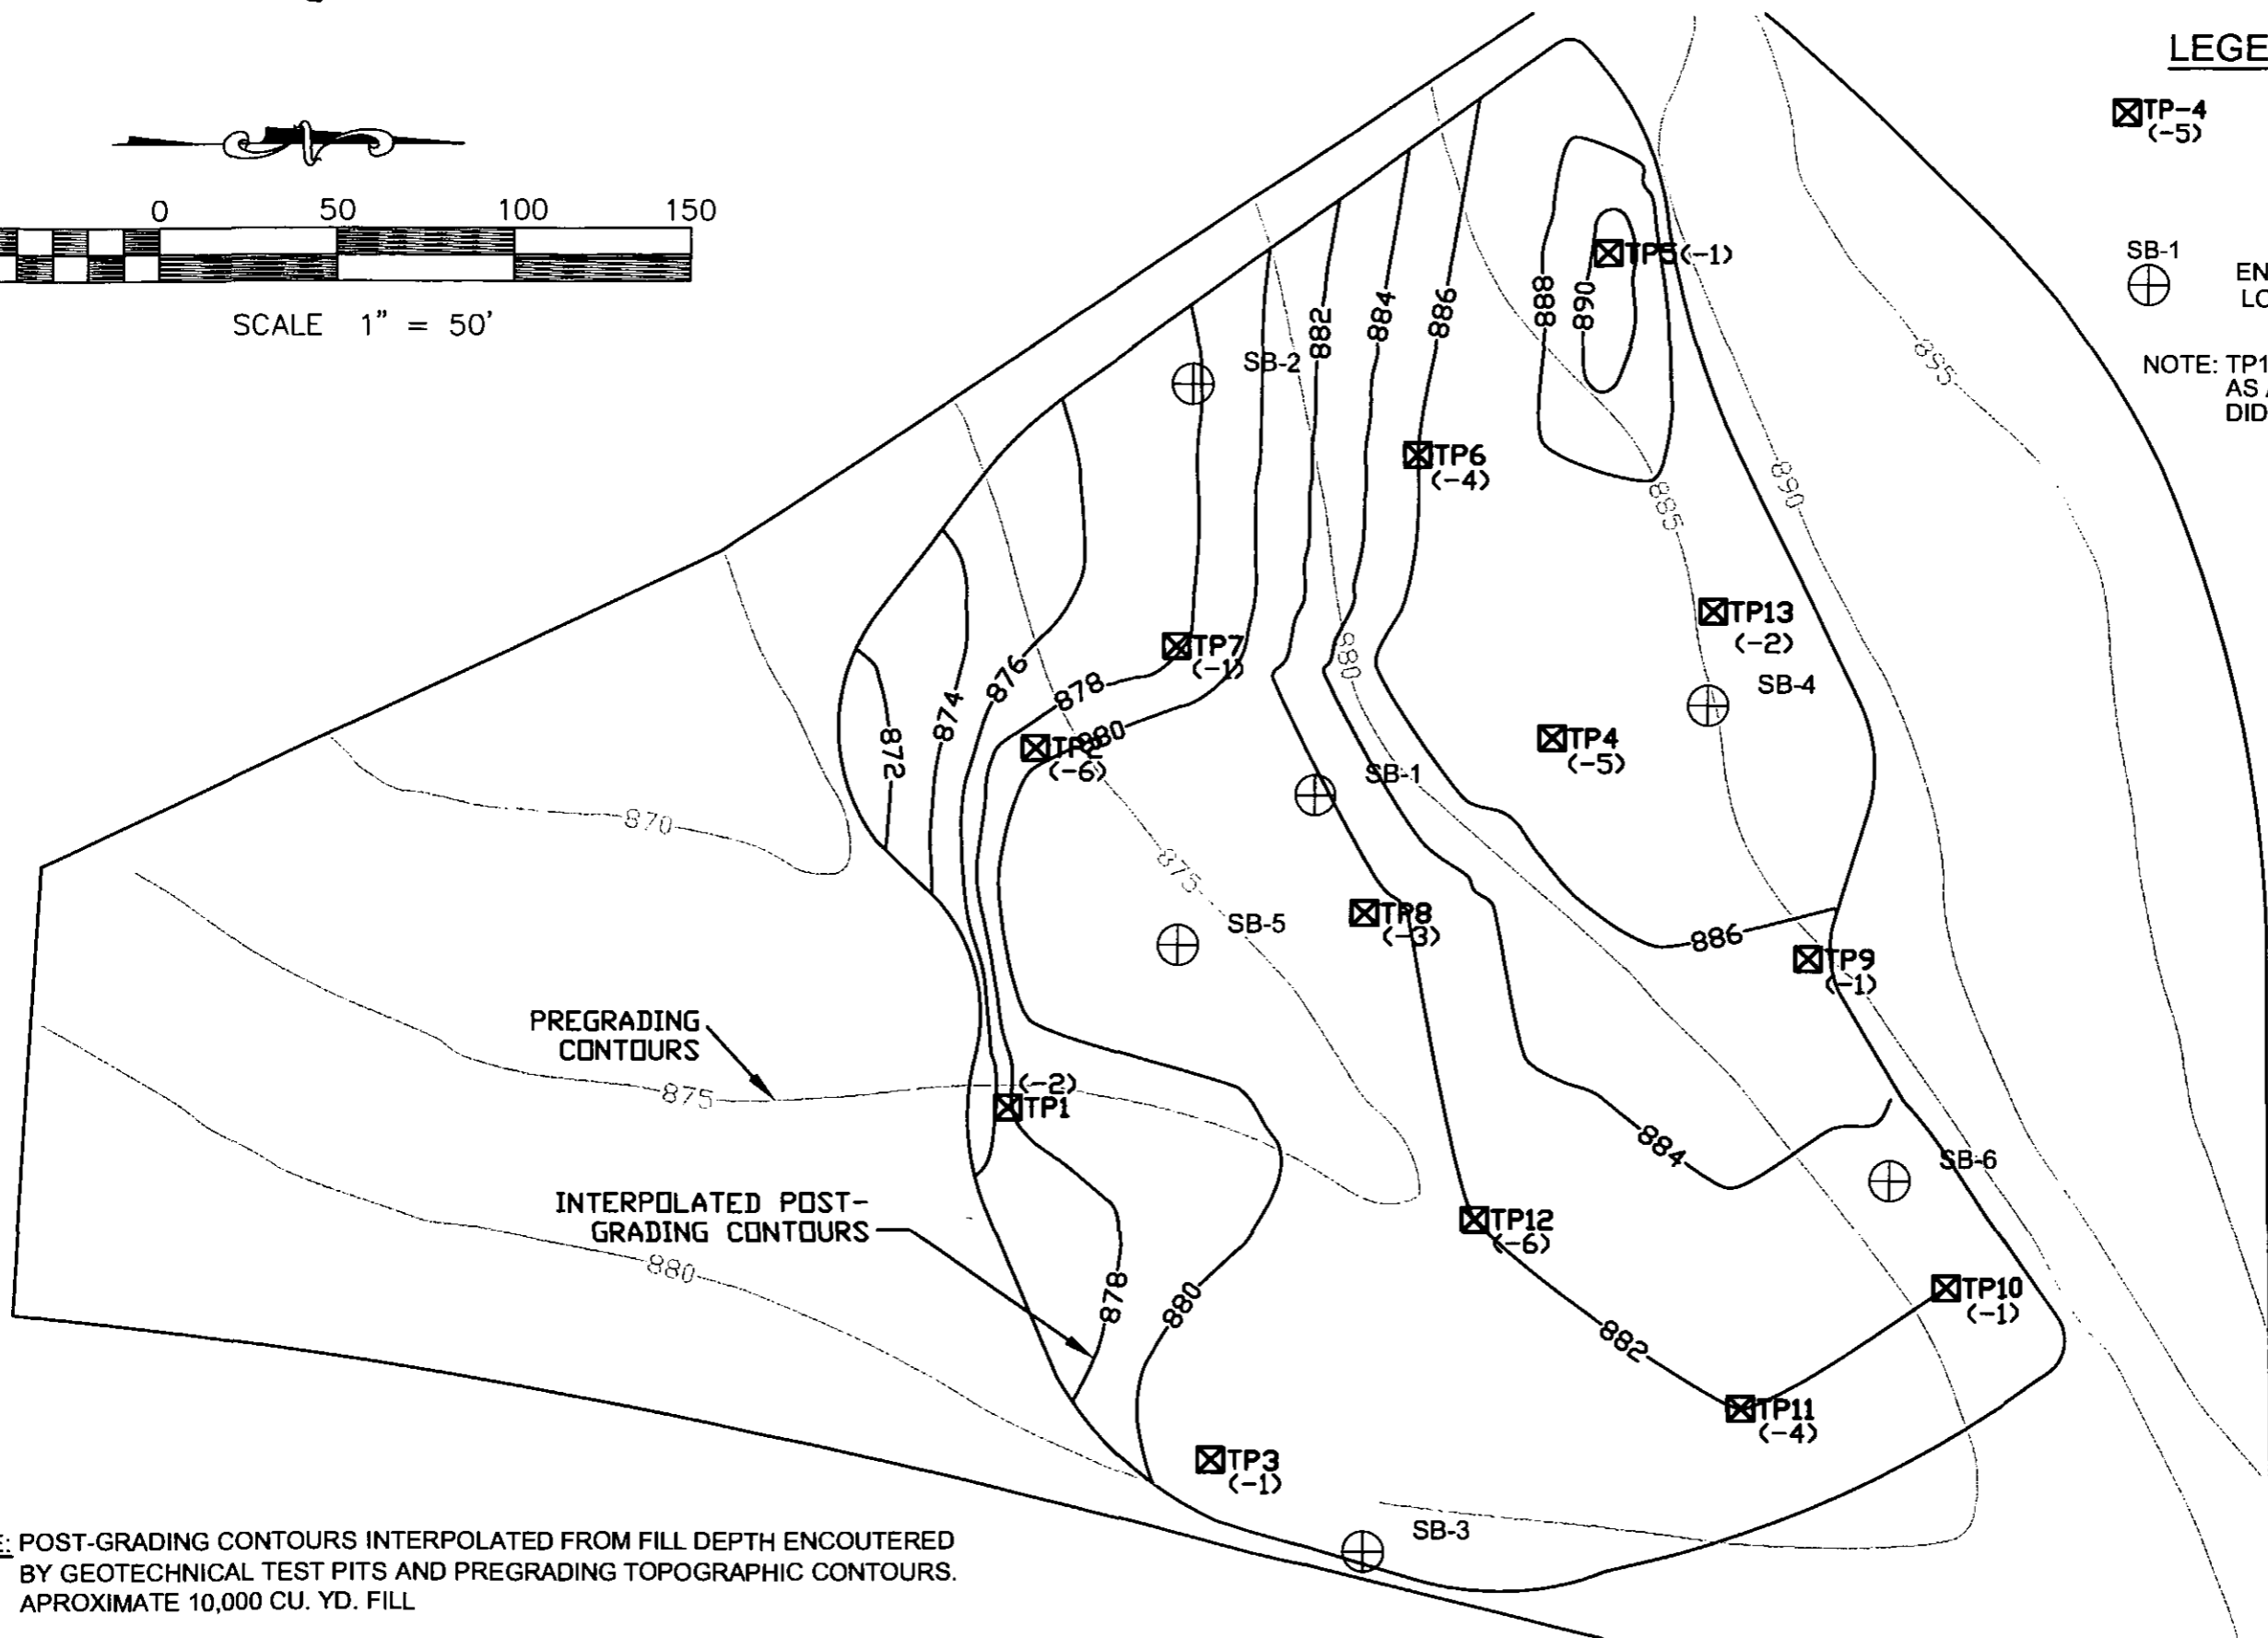 LEGE
TP-4
(-5)
0 50 100 150
SCALE 1" = 50'
SB-1
EN
LO
NOTE: TP1
AS
DID
TP5(-1)
888
890
895
SB-2
882
884
886
TP6
(-4)
885
890
TP13
(-2)
SB-4
TP7
(-1)
880
876
878
874
872
880
TP2
(-6)
TP4
(-5)
SB-1
870
875
SB-5
TP8
(-3)
886
TP9
(-1)
PREGRADING
CONTOURS
875
(-2)
TP1
884
SB-6
INTERPOLATED POST-
GRADING CONTOURS
TP12
(-6)
880
878
880
TP10
(-1)
882
TP11
(-4)
TP3
(-1)
SB-3
E: POST-GRADING CONTOURS INTERPOLATED FROM FILL DEPTH ENCOUTERED
BY GEOTECHNICAL TEST PITS AND PREGRADING TOPOGRAPHIC CONTOURS.
APROXIMATE 10,000 CU. YD. FILL